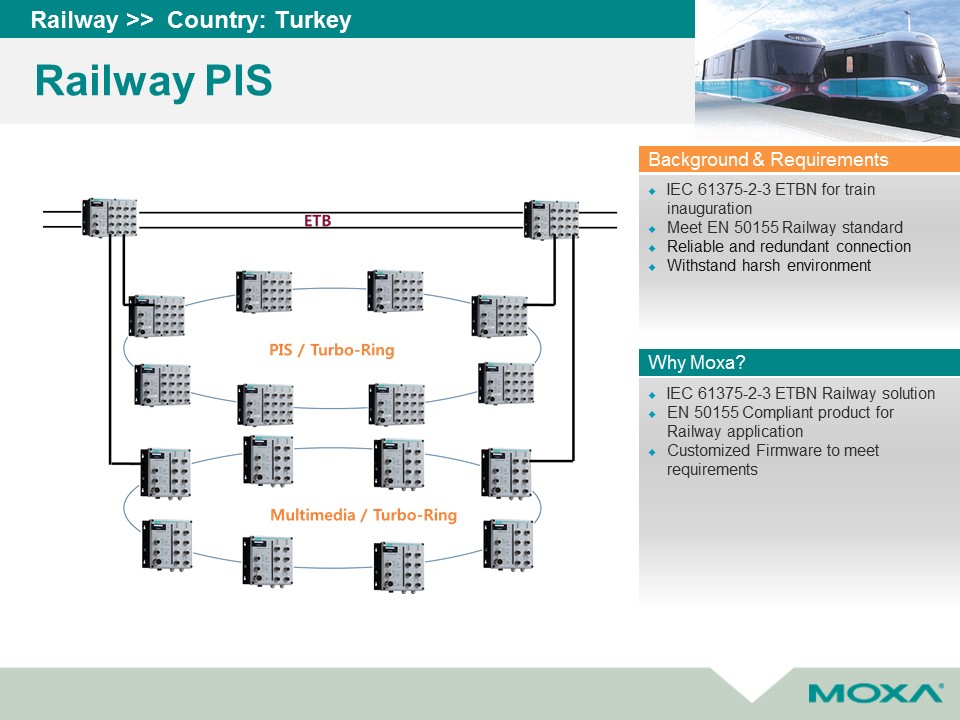 Railway >> Country: Turkey
Railway PIS
Background & Requirements
IEC 61375-2-3 ETBN for train
inauguration
Meet EN 50155 Railway standard
Reliable and redundant connection
Withstand harsh environment
ETB
PIS / Turbo-Ring
Multimedia / Turbo-Ring
Why Moxa?
IEC 61375-2-3 ETBN Railway solution
EN 50155 Compliant product for
Railway application
Customized Firmware to meet
requirements
MOXA®